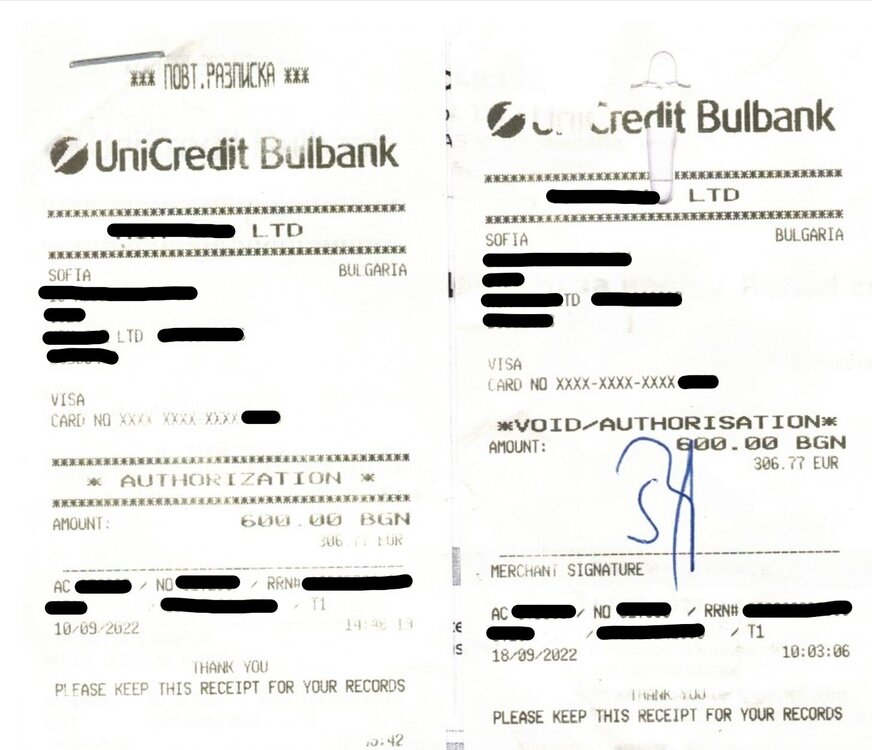 *** ПОВТ.РАЗПИСКА ***
UniCredit Bulbank
LTD
SOFIA BULGARIA
LTD
VISA
CARD NO XXXX XXXX-XXXX
* AUTHORIZATION *
AMOUNT: 600.00 BGN
306.77 EUR
AC / NO / RRN#
/ / T1
10/09/2022 14:46 19
THANK YOU
PLEASE KEEP THIS RECEIPT FOR YOUR RECORDS
UniCredit Bulbank
LTD
SOFIA BULGARIA
TD
VISA
CARD NO XXXX-XXXX-XXXX
*VOID/AUTHORISATION*
AMOUNT: 600.00 BGN
306.77 EUR
MERCHANT SIGNATURE
AC / NO / RRN#
/ / T1
18/09/2022 10:03:06
THANK YOU
PLEASE KEEP THIS RECEIPT FOR YOUR RECORDS